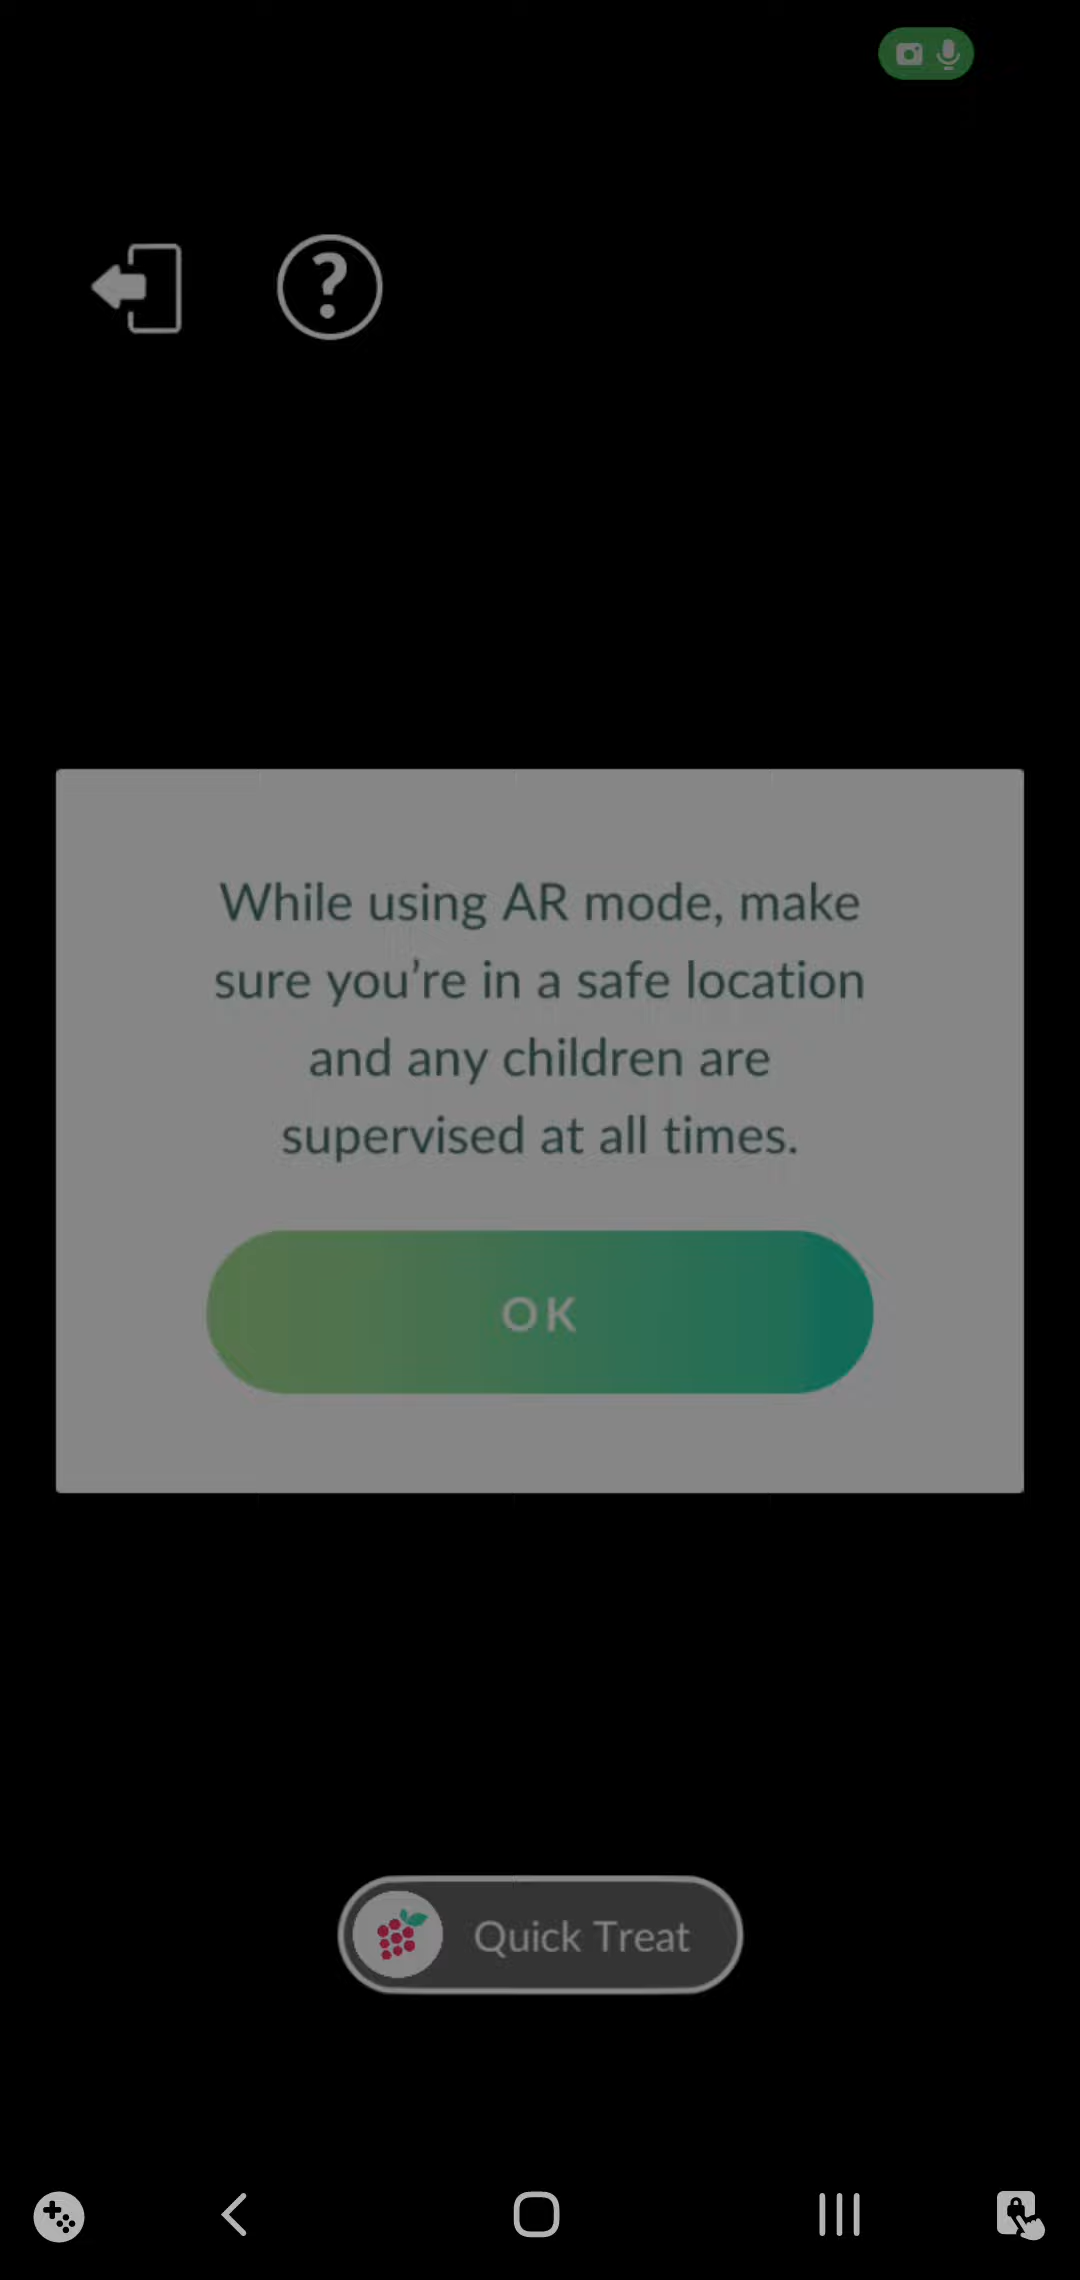 While using AR mode, make
sure you’re in a safe location
and any children are
supervised at all times.
OK
Quick Treat